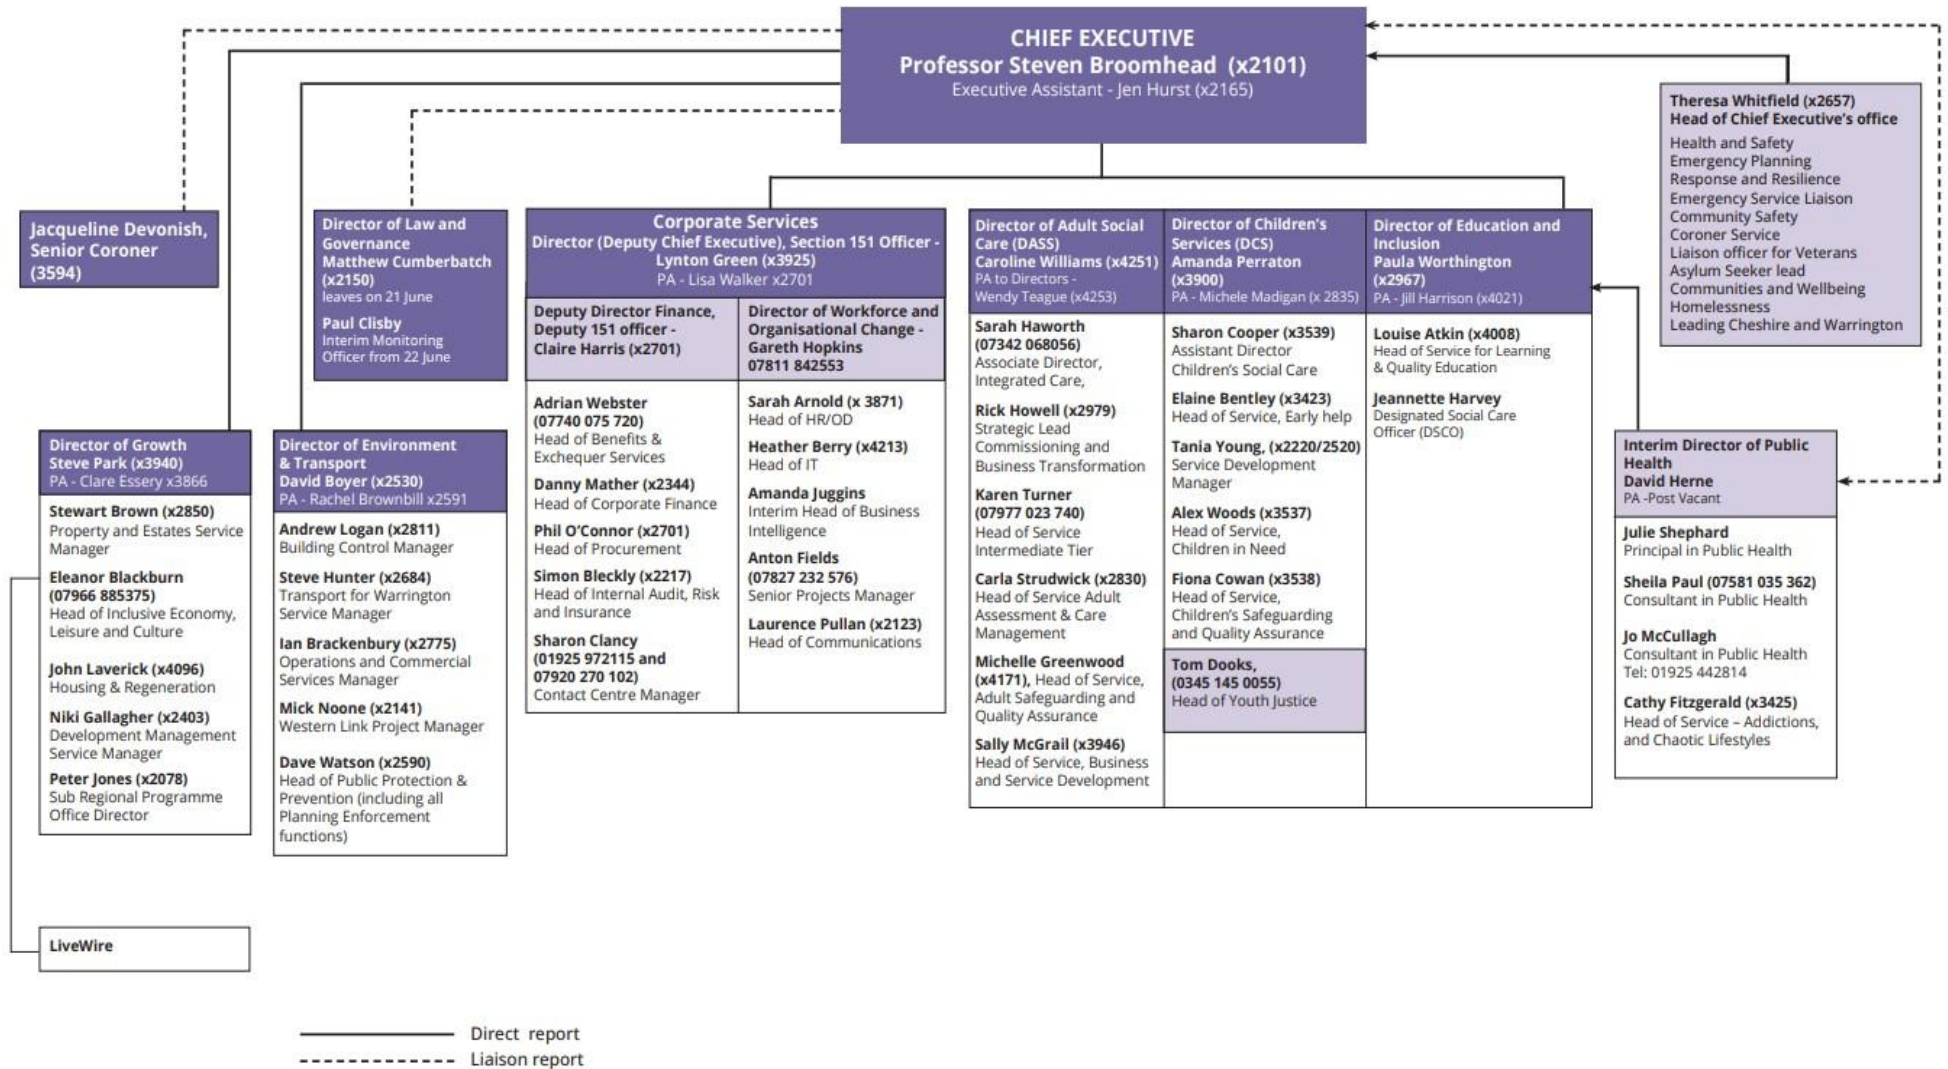 CHIEF EXECUTIVE
Professor Steven Broomhead (x2101)
Executive Assistant - Jen Hurst (x2165)
Theresa Whitfield (x2657)
Head of Chief Executive's office
Health and Safety
Emergency Planning
Response and Resilience
Emergency Service Liaison
Community Safety
Coroner Service
Liaison officer for Veterans
Asylum Seeker lead
Communities and Wellbeing
Homelessness
Leading Cheshire and Warrington
Jacqueline Devonish,
Senior Coroner
(3594)
Director of Law and
Governance
Matthew Cumberbatch
(x2150)
leaves on 21 June
Paul Clisby
Interim Monitoring
Officer from 22 June
Corporate Services
Director (Deputy Chief Executive), Section 151 Officer -
Lynton Green (x3925)
PA - Lisa Walker x2701
Deputy Director Finance,
Deputy 151 officer -
Claire Harris (x2701)
Adrian Webster
(07740 075 720)
Head of Benefits &
Exchequer Services
Danny Mather (x2344)
Head of Corporate Finance
Phil O'Connor (x2701)
Head of Procurement
Simon Bleckly (x2217)
Head of Internal Audit, Risk
and Insurance
Sharon Clancy
(01925 972115 and
07920 270 102)
Contact Centre Manager
Director of Workforce and
Organisational Change -
Gareth Hopkins
07811 842553
Sarah Arnold (x 3871)
Head of HR/OD
Heather Berry (x4213)
Head of IT
Amanda Juggins
Interim Head of Business
Intelligence
Anton Fields
(07827 232 576)
Senior Projects Manager
Laurence Pullan (x2123)
Head of Communications
Director of Adult Social
Care (DASS)
Caroline Williams (x4251)
PA to Directors -
Wendy Teague (x4253)
Sarah Haworth
(07342 068056)
Associate Director,
Integrated Care,
Rick Howell (x2979)
Strategic Lead
Commissioning and
Business Transformation
Karen Turner
(07977 023 740)
Head of Service
Intermediate Tier
Carla Strudwick (x2830)
Head of Service Adult
Assessment & Care
Management
Michelle Greenwood
(x4171), Head of Service,
Adult Safeguarding and
Quality Assurance
Sally McGrail (x3946)
Head of Service, Business
and Service Development
Director of Children's
Services (DCS)
Amanda Perraton
(x3900)
PA - Michele Madigan (x 2835)
Sharon Cooper (x3539)
Assistant Director
Children's Social Care
Elaine Bentley (x3423)
Head of Service, Early help
Tania Young, (x2220/2520)
Service Development
Manager
Alex Woods (x3537)
Head of Service,
Children in Need
Fiona Cowan (x3538)
Head of Service,
Children's Safeguarding
and Quality Assurance
Tom Dooks,
(0345 145 0055)
Head of Youth Justice
Director of Education and
Inclusion
Paula Worthington
(x2967)
PA - Jill Harrison (x4021)
Louise Atkin (x4008)
Head of Service for Learning
& Quality Education
Jeannette Harvey
Designated Social Care
Officer (DSCO)
Director of Growth
Steve Park (x3940)
PA - Clare Essery x3866
Stewart Brown (x2850)
Property and Estates Service
Manager
Eleanor Blackburn
(07966 885375)
Head of Inclusive Economy,
Leisure and Culture
John Laverick (x4096)
Housing & Regeneration
Niki Gallagher (x2403)
Development Management
Service Manager
Peter Jones (x2078)
Sub Regional Programme
Office Director
Director of Environment
& Transport
David Boyer (x2530)
PA - Rachel Brownbill x2591
Andrew Logan (x2811)
Building Control Manager
Steve Hunter (x2684)
Transport for Warrington
Service Manager
Ian Brackenbury (x2775)
Operations and Commercial
Services Manager
Mick Noone (x2141)
Western Link Project Manager
Dave Watson (x2590)
Head of Public Protection &
Prevention (including all
Planning Enforcement
functions)
Interim Director of Public
Health
David Herne
PA -Post Vacant
Julie Shephard
Principal in Public Health
Sheila Paul (07581 035 362)
Consultant in Public Health
Jo McCullagh
Consultant in Public Health
Tel: 01925 442814
Cathy Fitzgerald (x3425)
Head of Service – Addictions,
and Chaotic Lifestyles
LiveWire
Direct report
Liaison report